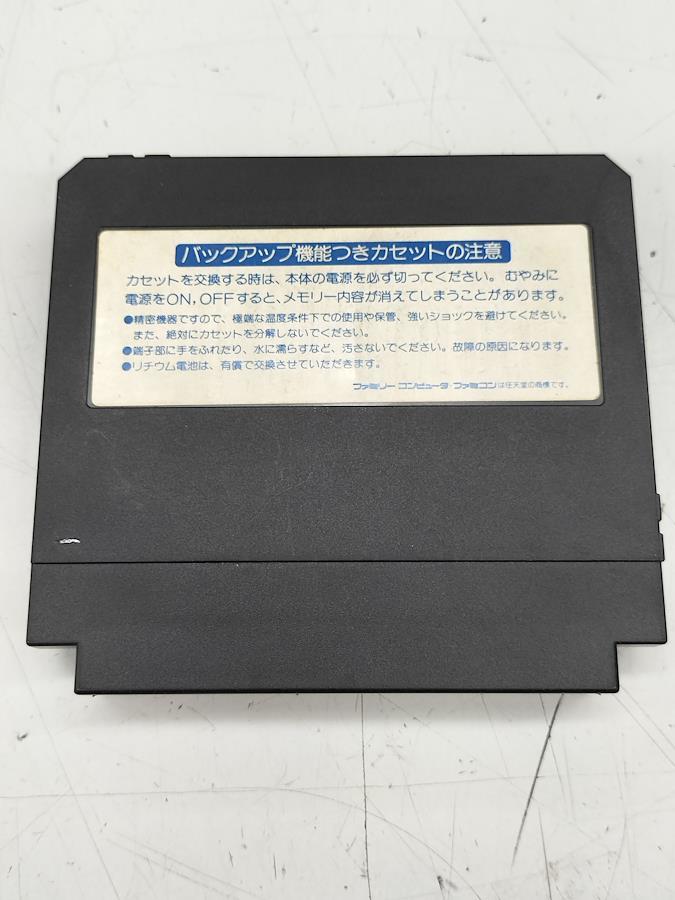 バックアップ機能つきカセットの注意
カセットを交換する時は、本体の電源を必ず切ってください。むやみに
電源をON,OFFすると、メモリー内容が消えてしまうことがあります。
●精密機器ですので、極端な温度条件下での使用や保管、強いショックを避けてください。
また、絶対にカセットを分解しないでください。
●端子部に手をふれたり、水に濡らすなど、汚さないでください。故障の原因になります。
●リチウム電池は、有償で交換させていただきます。
ファミリーコンピュータ・ファミコンは任天堂の商標です。